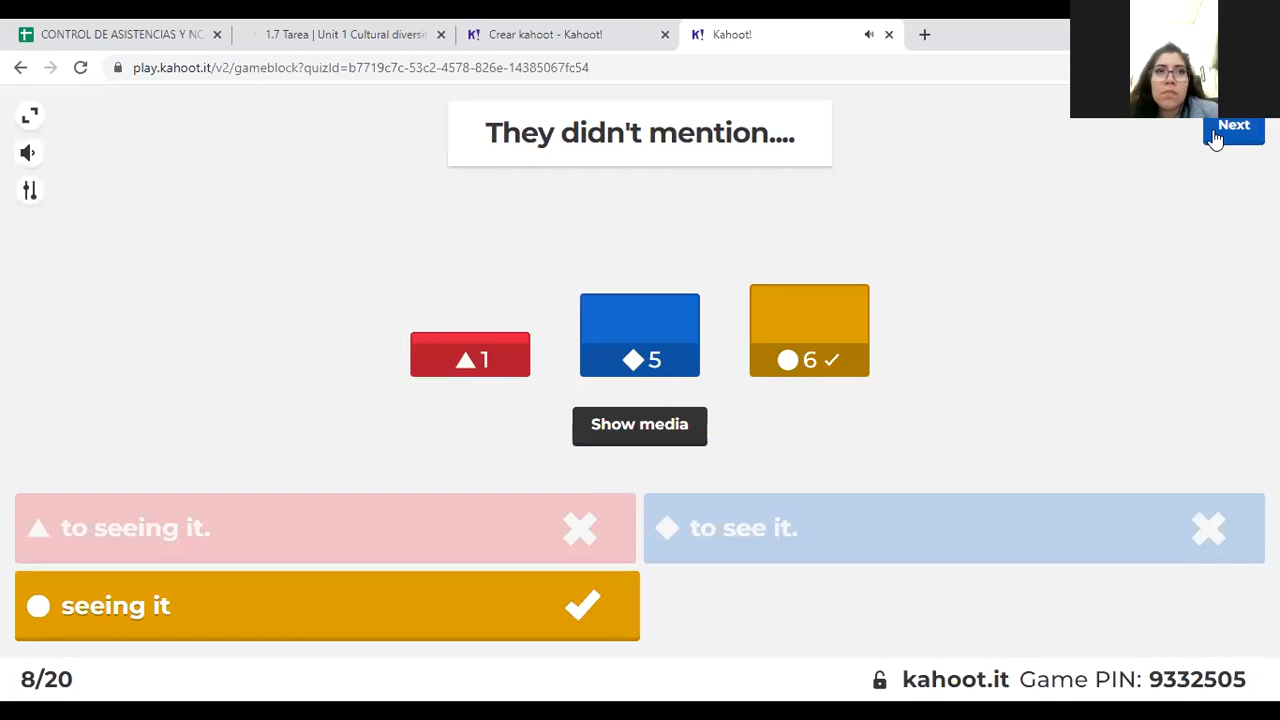 CONTROL DE ASISTENCIAS Y NC
1.7 Tarea | Unit 1 Cultural diversi
Crear kahoot - Kahoot!
Kahoot!
play.kahoot.it/v2/gameblock?quizId=b7719c7c-53c2-4578-826e-14385067fc54
They didn't mention....
Next
1
5
6
Show media
to seeing it.
to see it.
seeing it
8/20
kahoot.it Game PIN: 9332505